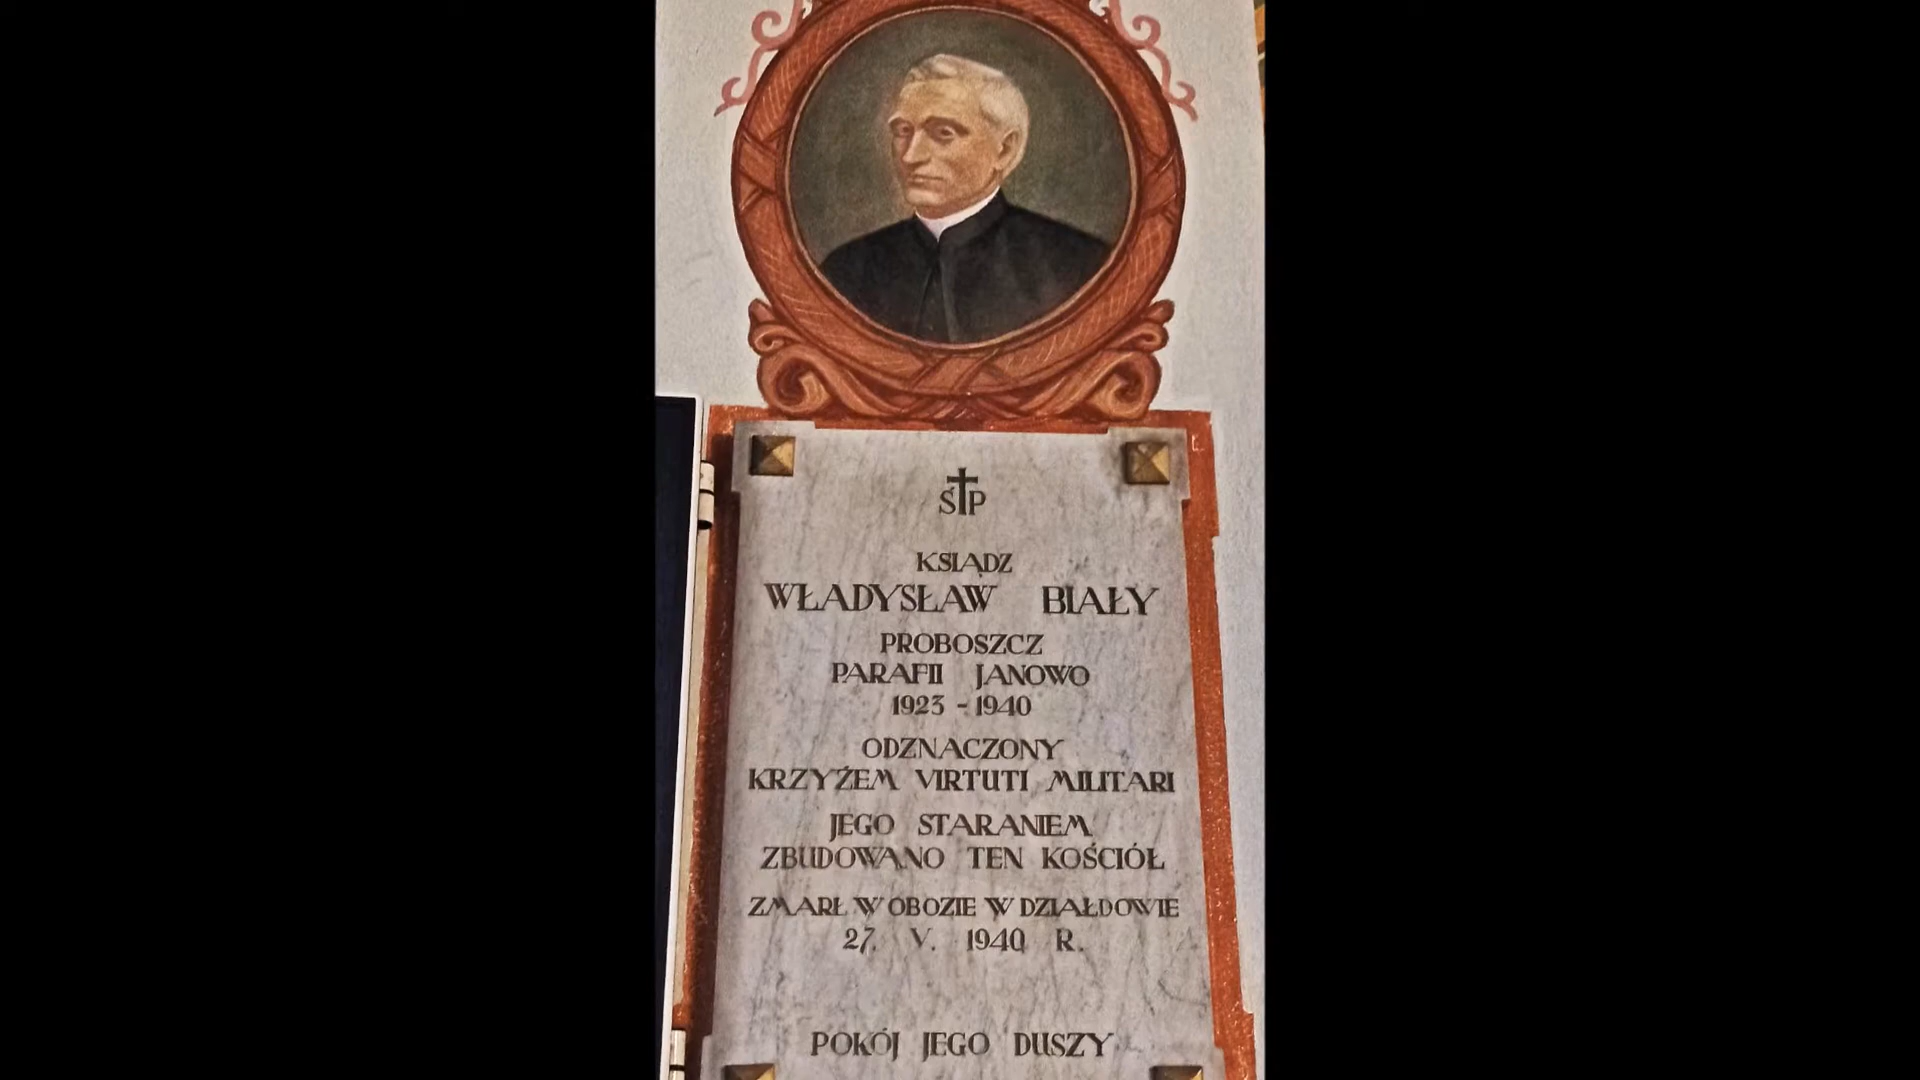 Ś†P
KSIĄDZ
WŁADYSŁAW BIAŁY
PROBOSZCZ
PARAFII JANOWO
1923 - 1940
ODZNACZONY
KRZYŻEM VIRTUTI MILITARI
JEGO STARANIEM
ZBUDOWANO TEN KOŚCIÓŁ
ZMARŁ W OBOZIE W DZIAŁDOWIE
27. V. 1940 R.
POKÓJ JEGO DUSZY